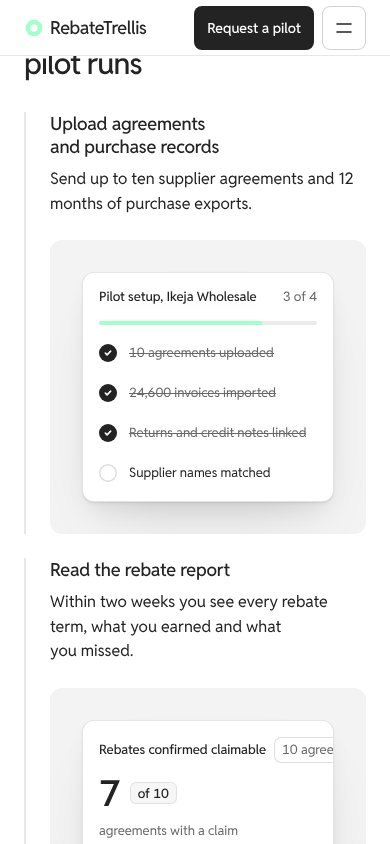 RebateTrellis
Request a pilot
pilot runs
Upload agreements
and purchase records
Send up to ten supplier agreements and 12
months of purchase exports.
Pilot setup, Ikeja Wholesale
3 of 4
10 agreements uploaded
24,600 invoices imported
Returns and credit notes linked
Supplier names matched
Read the rebate report
Within two weeks you see every rebate
term, what you earned and what
you missed.
Rebates confirmed claimable
10 agree
7
of 10
agreements with a claim